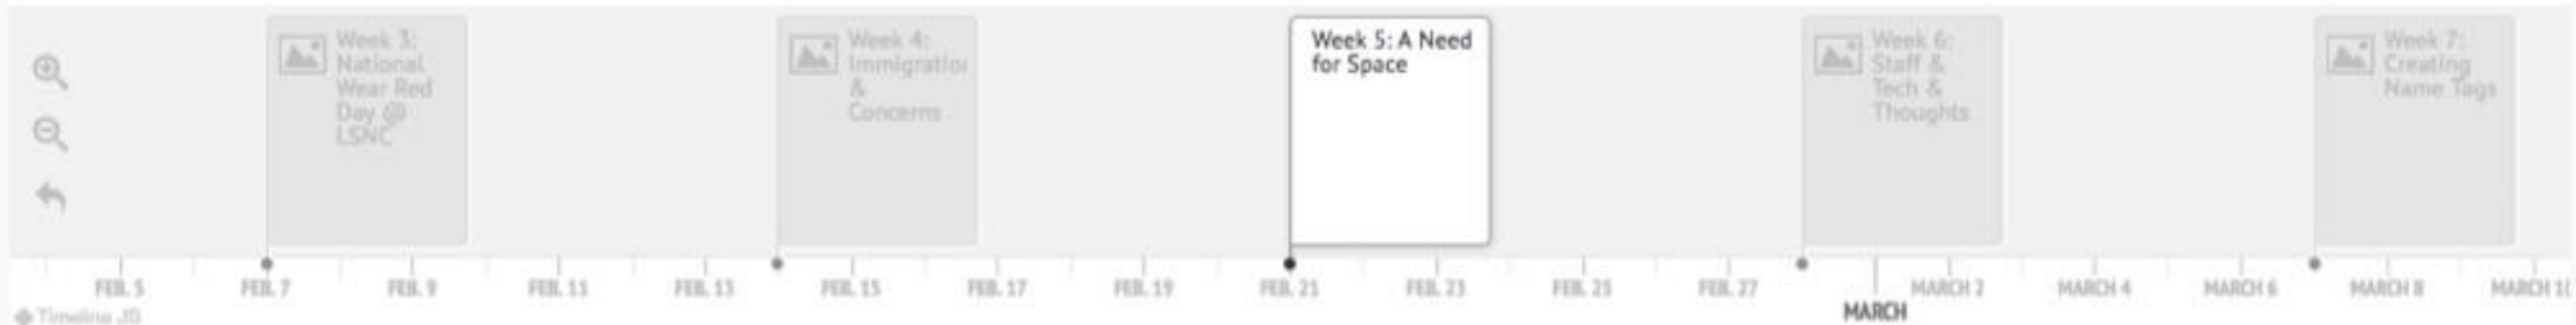 Week 3:
National
Wear Red
Day @
LSNC
Week 4:
Immigration
&
Concerns
Week 5: A Need
for Space
Week 6:
Staff &
Tech &
Thoughts
Week 7:
Creating
Name Tags
FEB. 5 FEB. 7 FEB. 9 FEB. 11 FEB. 13 FEB. 15 FEB. 17 FEB. 19 FEB. 21 FEB. 23 FEB. 25 FEB. 27 MARCH 2 MARCH 4 MARCH 6 MARCH 8 MARCH 10
MARCH
Timeline JS